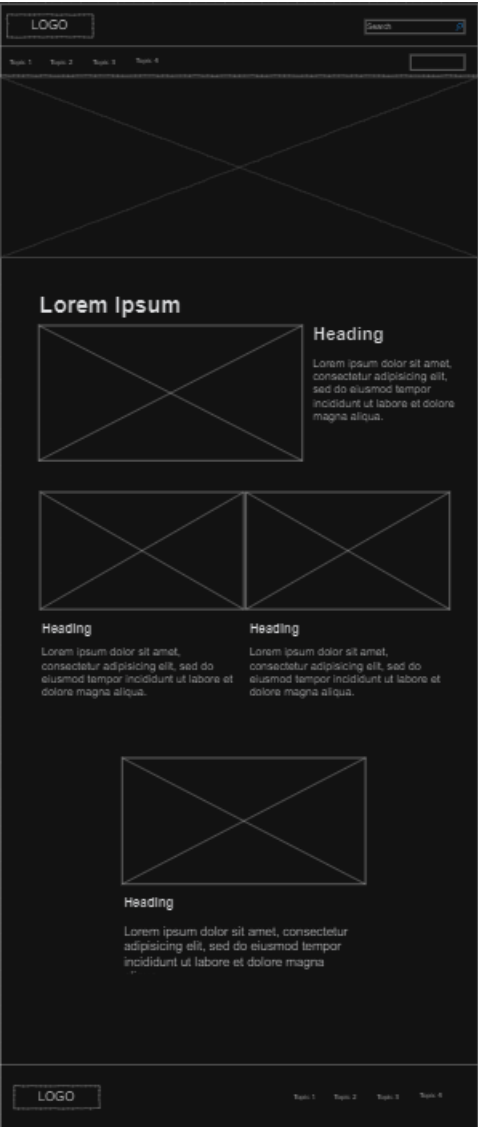 LOGO
Search
Topic 1 Topic 2 Topic 3 Topic 4
Lorem Ipsum
Heading
Lorem ipsum dolor sit amet,
consectetur adipisicing elit,
sed do eiusmod tempor
incididunt ut labore et dolore
magna aliqua.
Heading
Lorem ipsum dolor sit amet,
consectetur adipisicing elit, sed do
eiusmod tempor incididunt ut labore et
dolore magna aliqua.
Heading
Lorem ipsum dolor sit amet,
consectetur adipisicing elit, sed do
eiusmod tempor incididunt ut labore et
dolore magna aliqua.
Heading
Lorem ipsum dolor sit amet, consectetur
adipisicing elit, sed do eiusmod tempor
incididunt ut labore et dolore magna
LOGO
Topic 1 Topic 2 Topic 3 Topic 4